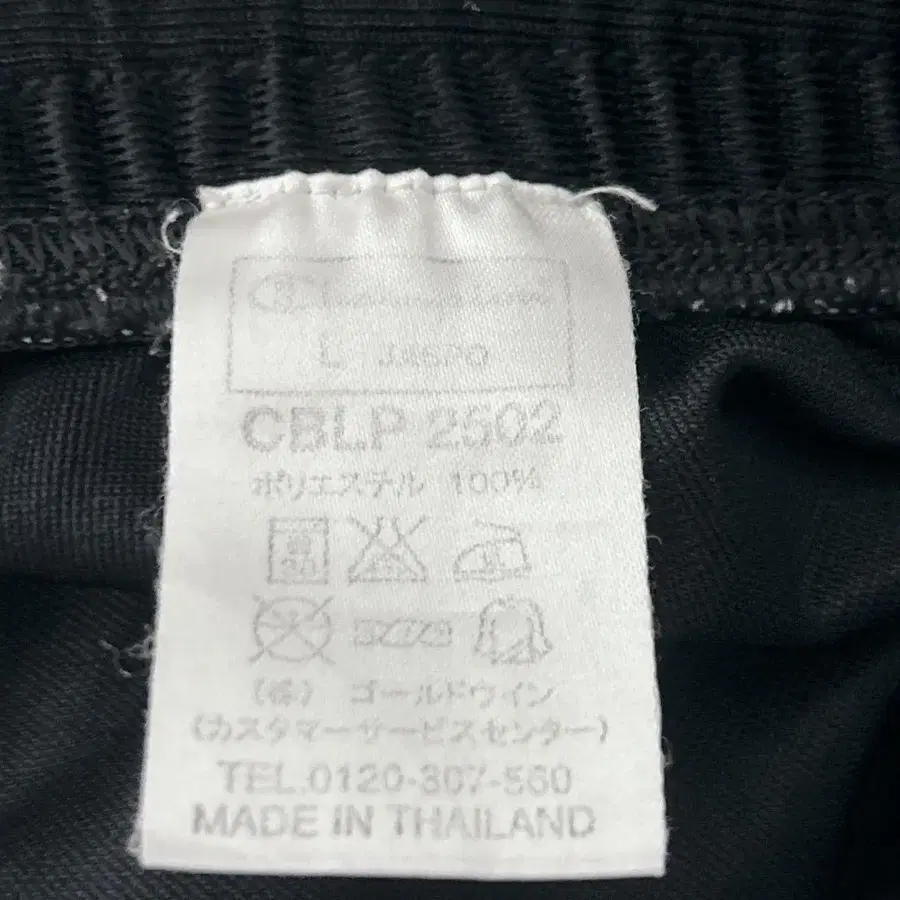 L
CBLP 2502
ポリエステル 100%
(株) ゴールドウイン
(カスタマーサービスセンター)
TEL.0120-307-560
MADE IN THAILAND